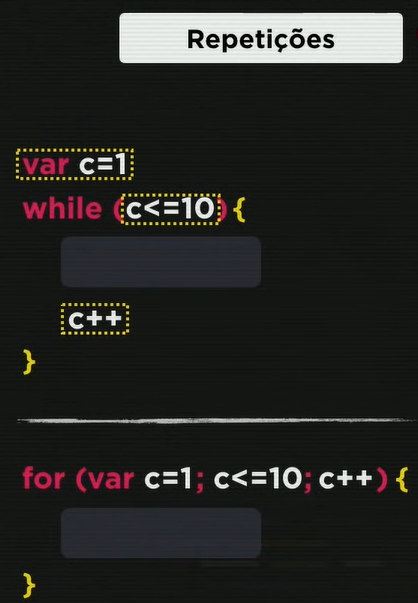 Repetições
var c=1
while (c<=10){
c++
}
for (var c=1; c<=10; c++) {
}